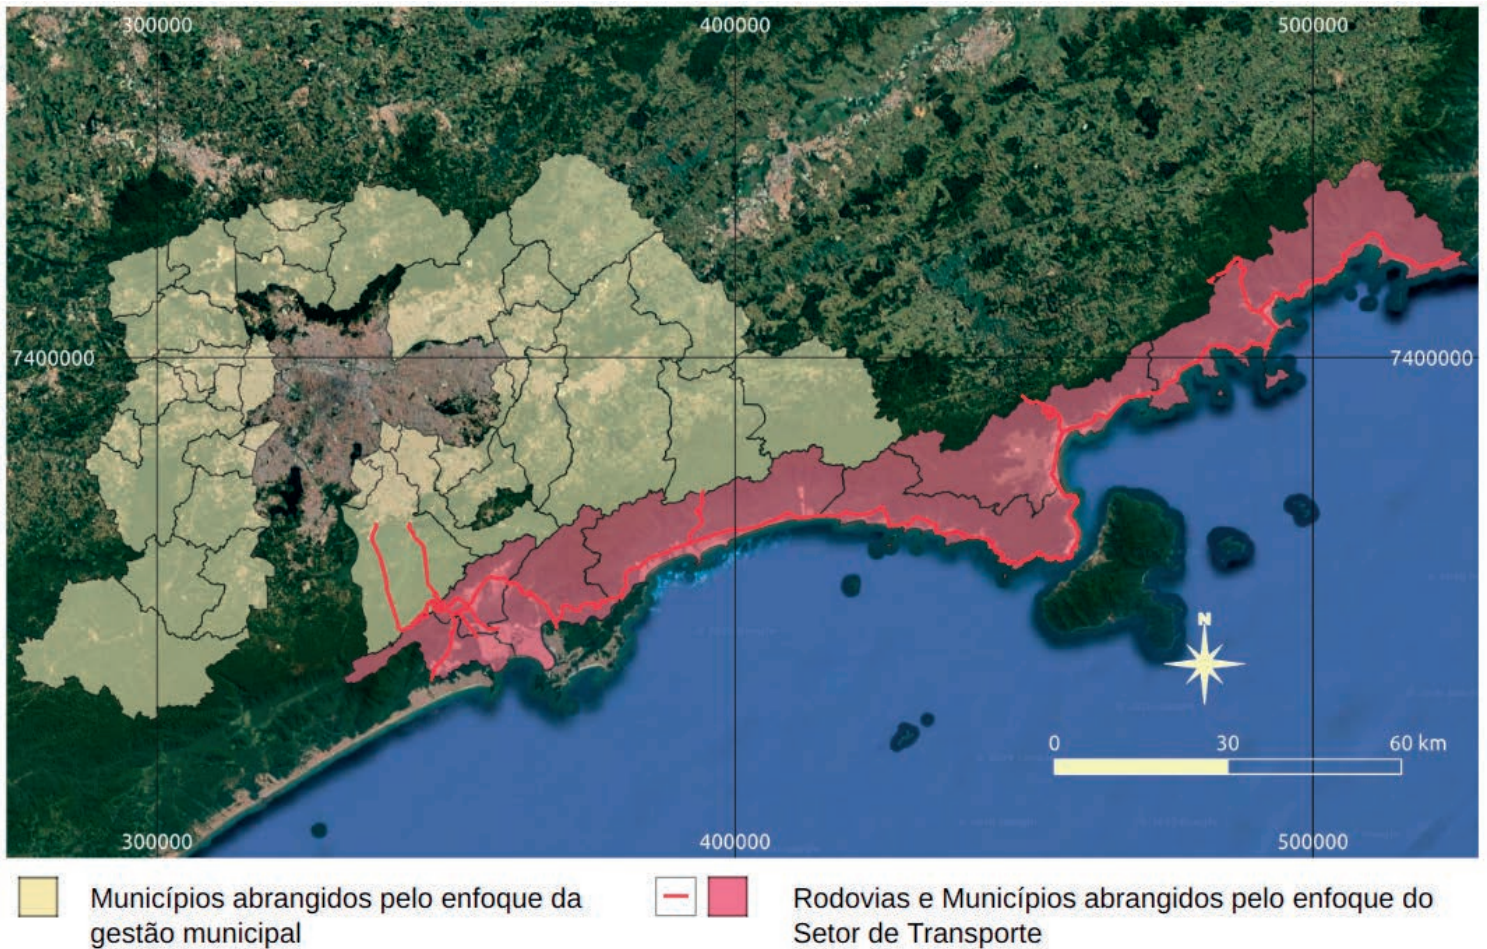 300000 400000 500000
7400000 7400000
N
0 30 60 km
300000 400000 500000
Municípios abrangidos pelo enfoque da
gestão municipal
Rodovias e Municípios abrangidos pelo enfoque do
Setor de Transporte